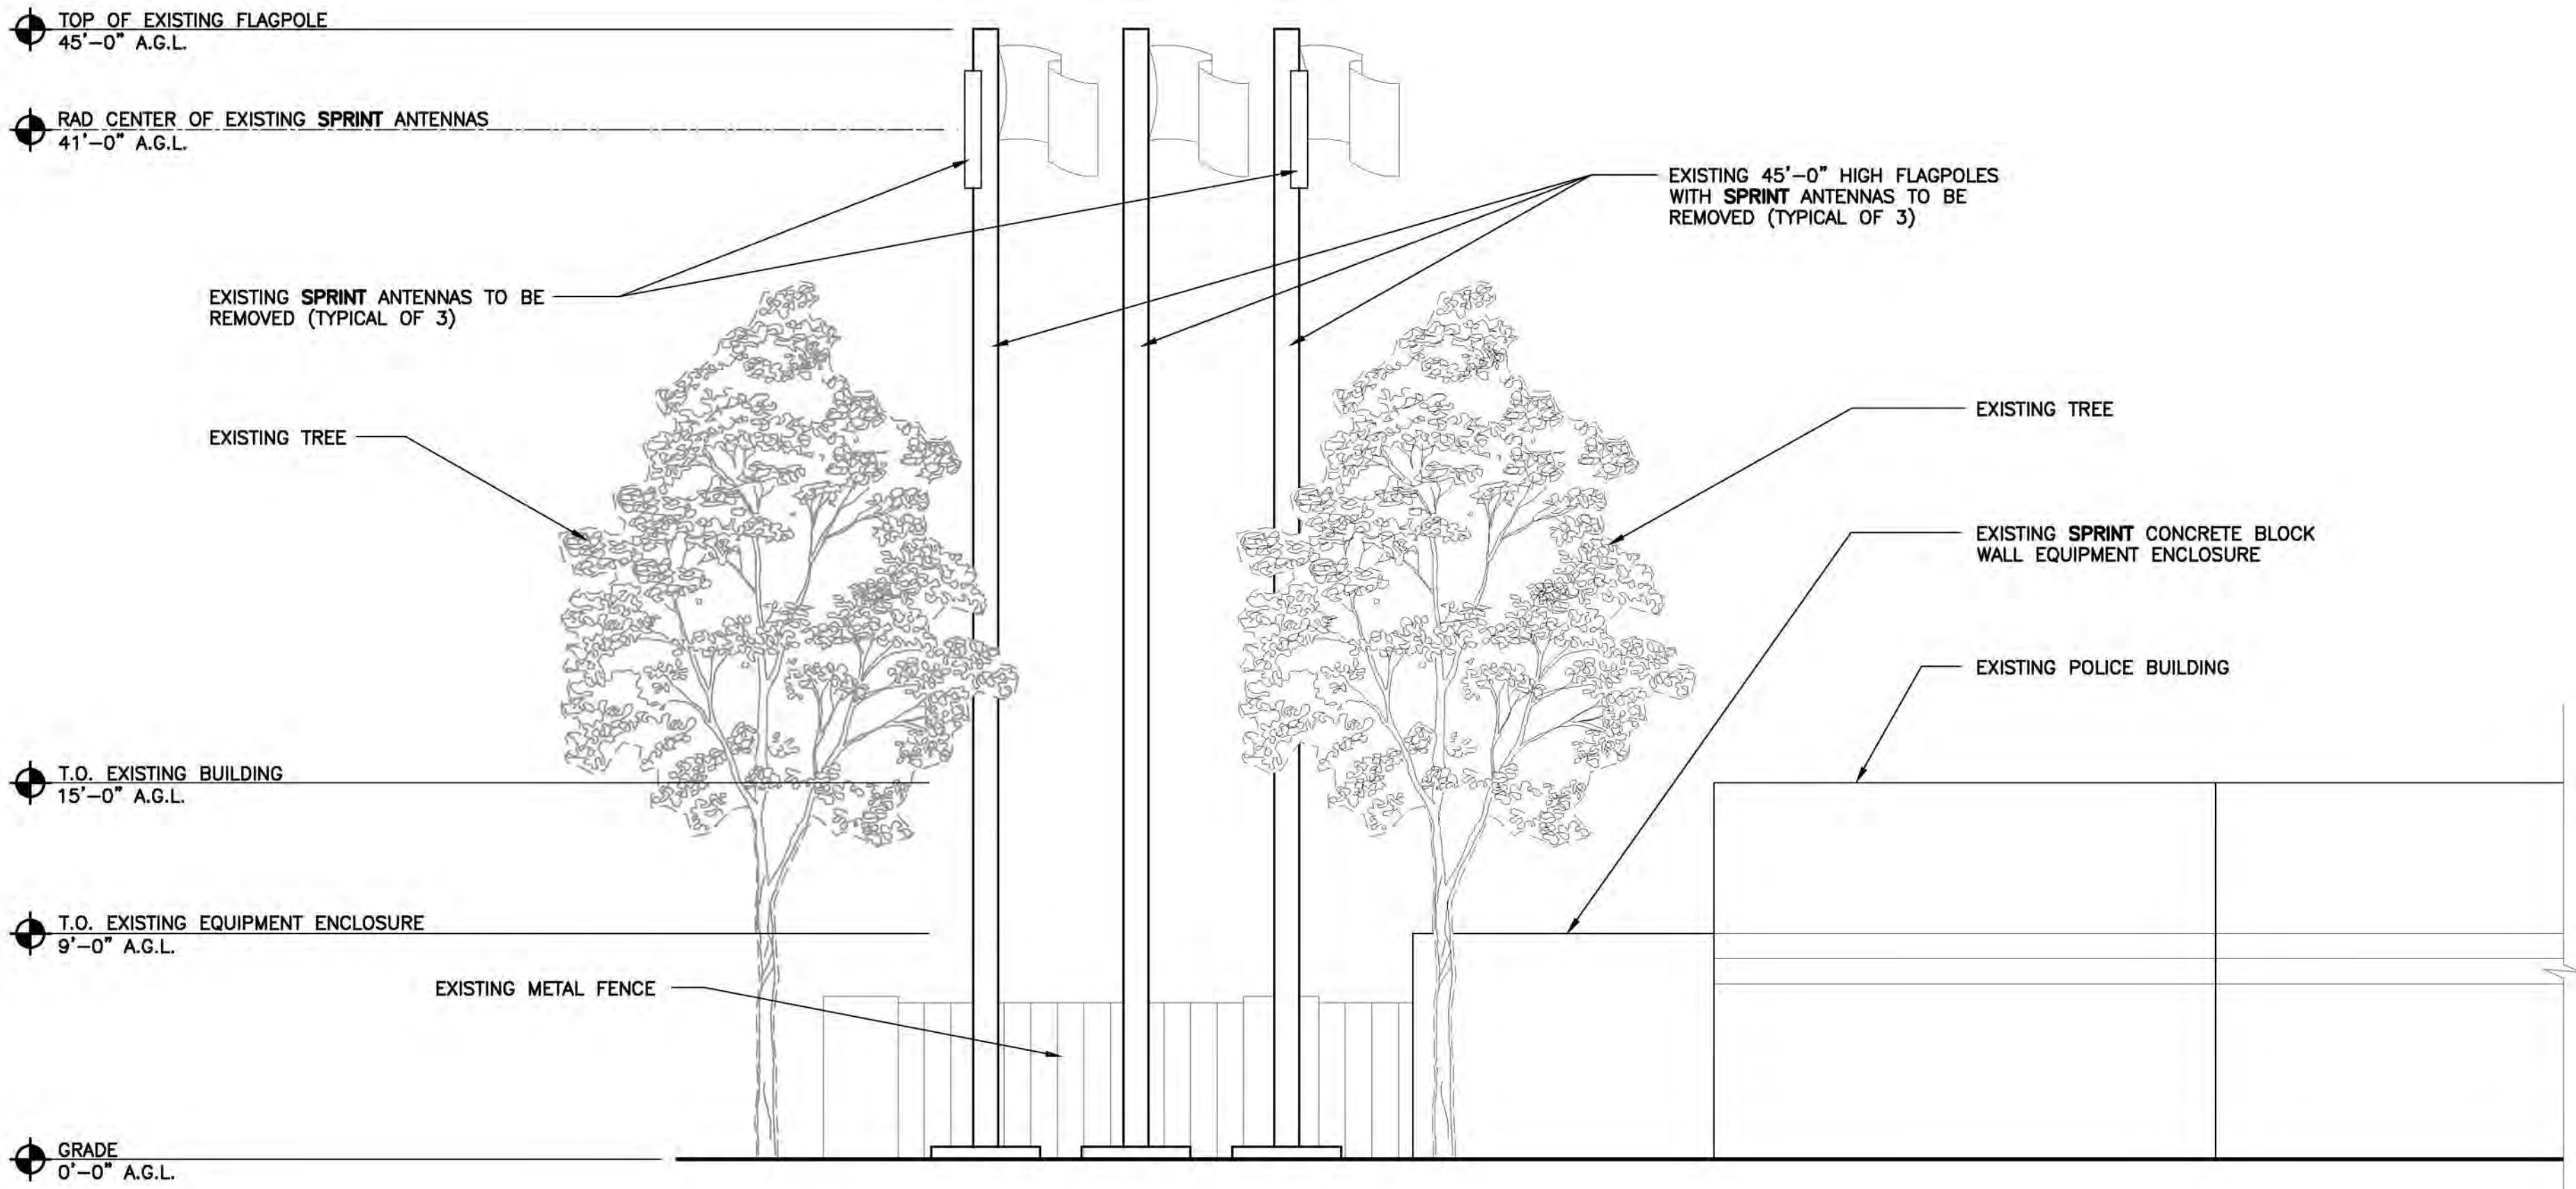 TOP OF EXISTING FLAGPOLE
45'-0" A.G.L.
RAD CENTER OF EXISTING SPRINT ANTENNAS
41'-0" A.G.L.
EXISTING 45'-0" HIGH FLAGPOLES
WITH SPRINT ANTENNAS TO BE
REMOVED (TYPICAL OF 3)
EXISTING SPRINT ANTENNAS TO BE
REMOVED (TYPICAL OF 3)
EXISTING TREE
EXISTING TREE
EXISTING SPRINT CONCRETE BLOCK
WALL EQUIPMENT ENCLOSURE
EXISTING POLICE BUILDING
T.O. EXISTING BUILDING
15'-0" A.G.L.
T.O. EXISTING EQUIPMENT ENCLOSURE
9'-0" A.G.L.
EXISTING METAL FENCE
GRADE
0'-0" A.G.L.